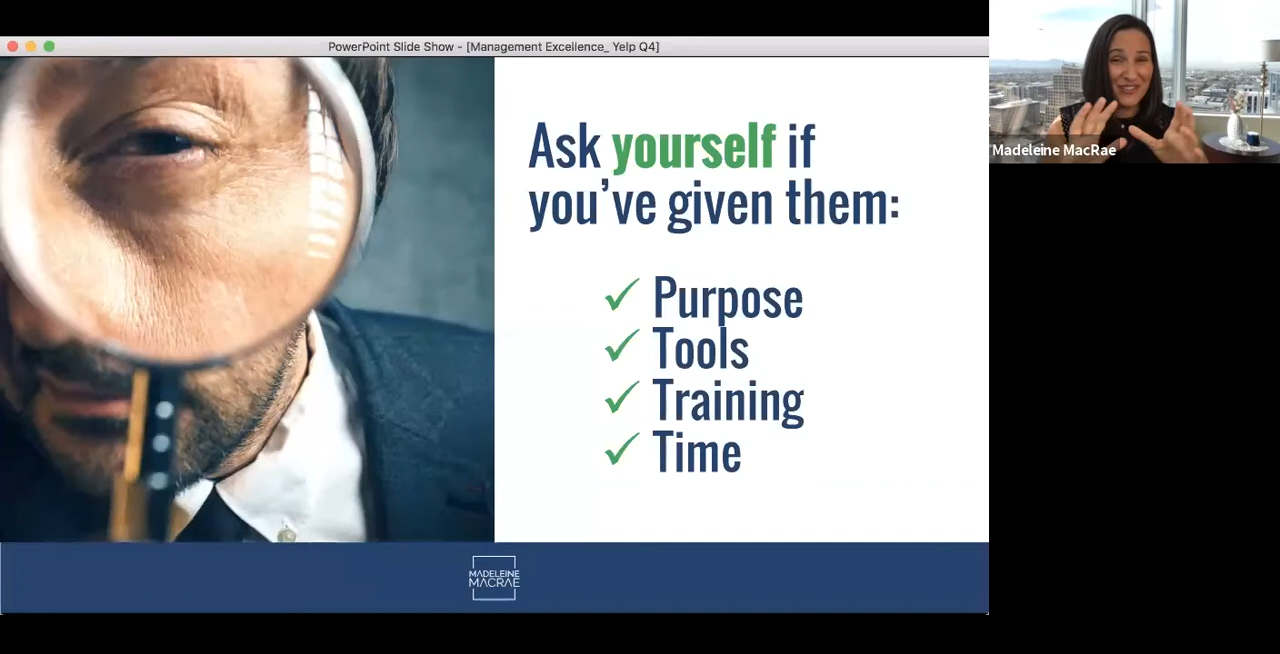 PowerPoint Slide Show - [Management Excellence_ Yelp Q4]
Madeleine MacRae
Ask yourself if
you've given them:
✓ Purpose
✓ Tools
✓ Training
✓ Time
MADELEINE
MACRAE